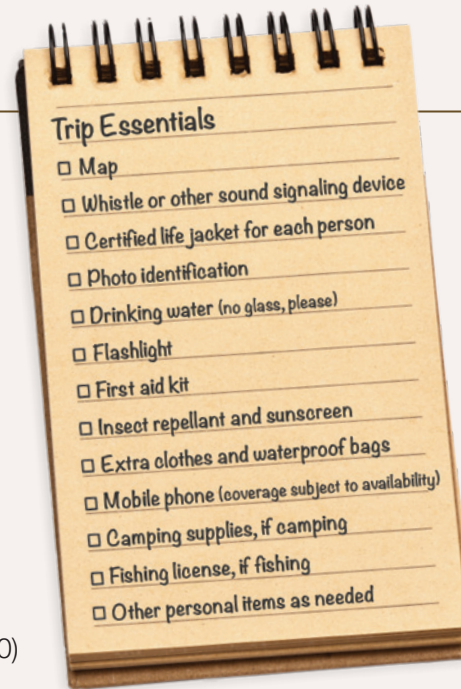 Trip Essentials
Map
Whistle or other sound signaling device
Certified life jacket for each person
Photo identification
Drinking water (no glass, please)
Flashlight
First aid kit
Insect repellant and sunscreen
Extra clothes and waterproof bags
Mobile phone (coverage subject to availability)
Camping supplies, if camping
Fishing license, if fishing
Other personal items as needed
0)